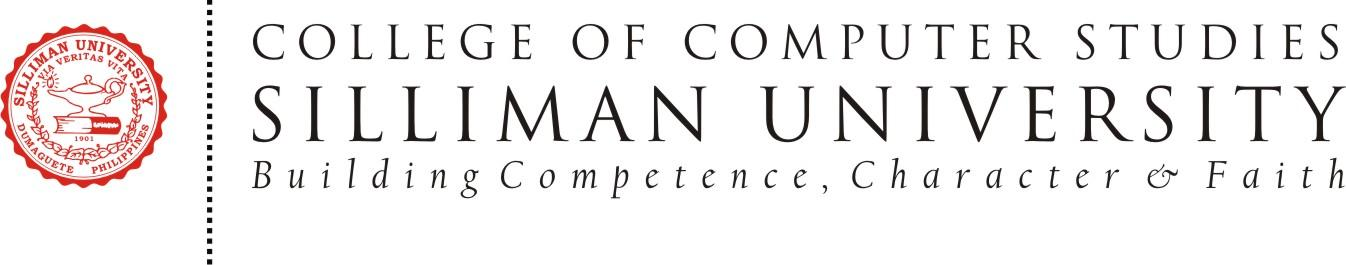 SILLIMAN UNIVERSITY
VIA VERITAS VITA
1901
DUMAGUETE PHILIPPINES
COLLEGE OF COMPUTER STUDIES
SILLIMAN UNIVERSITY
Building Competence, Character & Faith